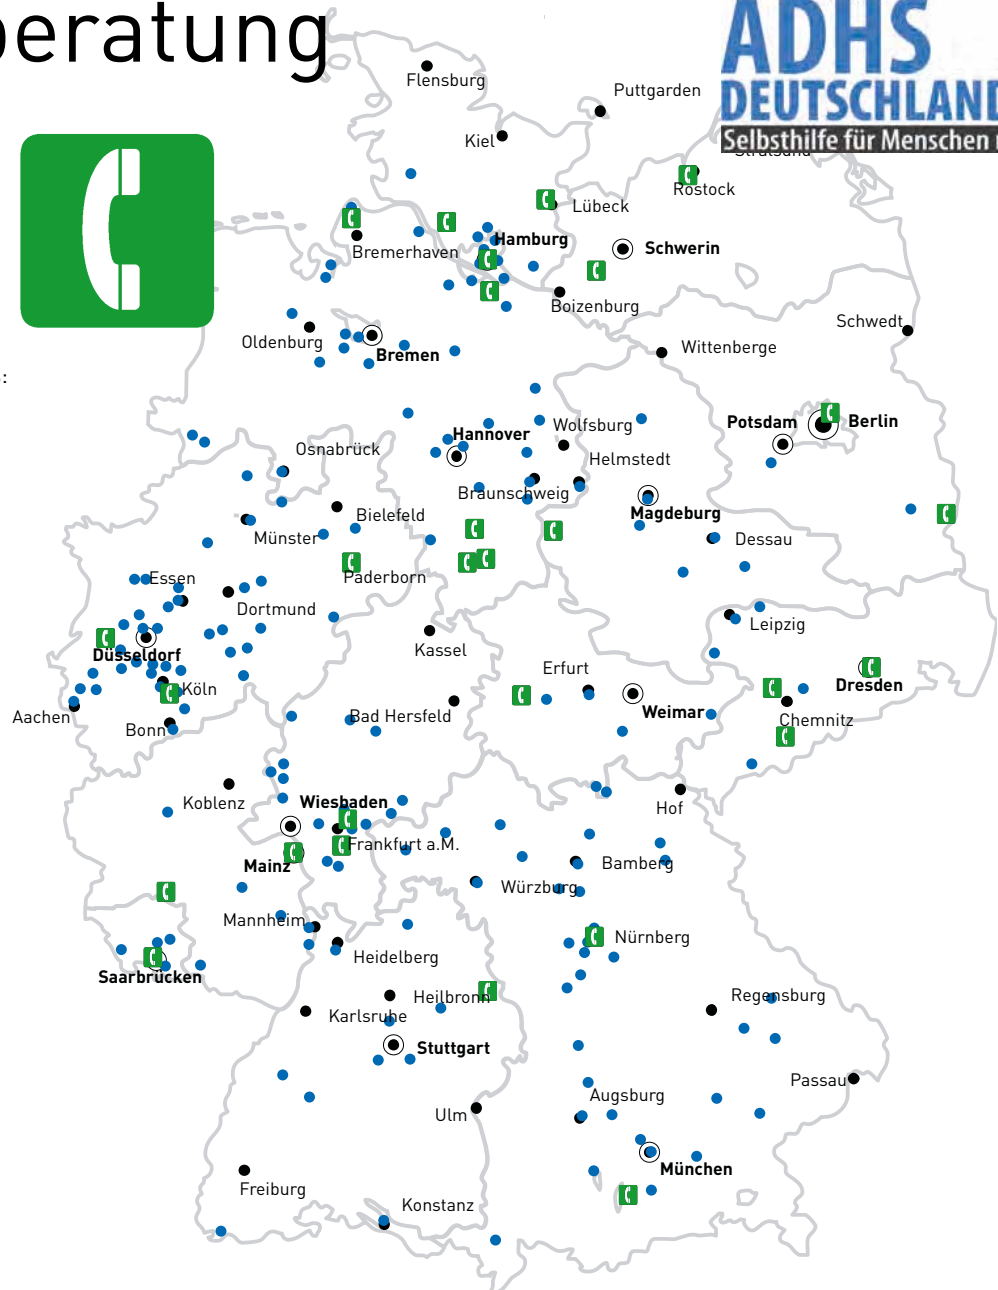 beratung
ADHS
DEUTSCHLAND
Selbsthilfe für Menschen
Flensburg
Puttgarden
Kiel
Stralsund
Rostock
Lübeck
Hamburg
Schwerin
Bremerhaven
Boizenburg
Schwedt
Oldenburg
Bremen
Wittenberge
:
Potsdam
Berlin
Wolfsburg
Hannover
Osnabrück
Helmstedt
Braunschweig
Magdeburg
Bielefeld
Münster
Dessau
Paderborn
Essen
Dortmund
Leipzig
Kassel
Düsseldorf
Erfurt
Dresden
Köln
Weimar
Aachen
Bad Hersfeld
Chemnitz
Bonn
Koblenz
Wiesbaden
Hof
Frankfurt a.M.
Mainz
Bamberg
Würzburg
Mannheim
Nürnberg
Heidelberg
Saarbrücken
Heilbronn
Regensburg
Karlsruhe
Stuttgart
Passau
Augsburg
Ulm
München
Freiburg
Konstanz